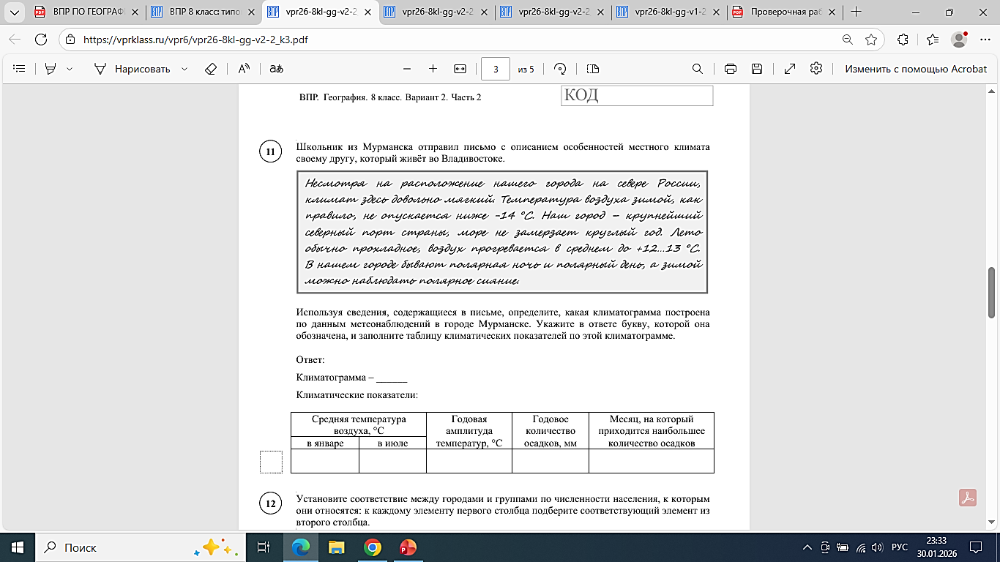 ВПР ПО ГЕОГРАФ
ВПР 8 класс: типо
vpr26-8kl-gg-v2-2
vpr26-8kl-gg-v2-2
vpr26-8kl-gg-v2-2
vpr26-8kl-gg-v1-2
Проверочная ра
https://vprklass.ru/vpr6/vpr26-8kl-gg-v2-2_k3.pdf
Нарисовать
3 из 5
Изменить с помощью Acrobat
ВПР. География. 8 класс. Вариант 2. Часть 2
КОД
11
Школьник из Мурманска отправил письмо с описанием особенностей местного климата
своему другу, который живёт во Владивостоке.
Несмотря на расположение нашего города на севере России,
климат здесь довольно мягкий. Температура воздуха зимой, как
правило, не опускается ниже -14 °С. Наш город – крупнейший
северный порт страны, море не замерзает круглый год. Лето
обычно прохладное, воздух прогревается в среднем до +12...13 °С.
В нашем городе бывают полярная ночь и полярный день, а зимой
можно наблюдать полярное сияние.
Используя сведения, содержащиеся в письме, определите, какая климатограмма построена
по данным метеонаблюдений в городе Мурманске. Укажите в ответе букву, которой она
обозначена, и заполните таблицу климатических показателей по этой климатограмме.
Ответ:
Климатограмма – ______
Климатические показатели:
Средняя температура
воздуха, °С
в январе
в июле
Годовая
амплитуда
температур, °С
Годовое
количество
осадков, мм
Месяц, на который
приходится наибольшее
количество осадков
12
Установите соответствие между городами и группами по численности населения, к которым
они относятся: к каждому элементу первого столбца подберите соответствующий элемент из
второго столбца.
Поиск
РУС
23:33
30.01.2026